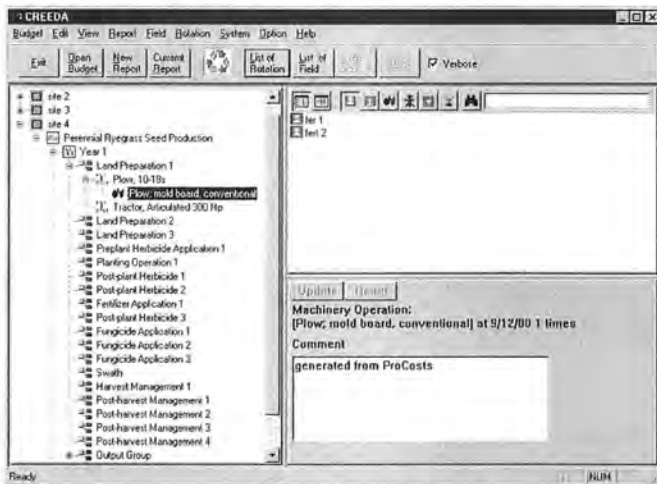 CREEDA
Budget Edit View Report Field Rotation System Option Help
Exit
Open Budget
New Report
Current Report
List of Rotation
List of Field
Verbose
site 2
site 3
site 4
Perennial Ryegrass Seed Production
Year 1
Land Preparation 1
Plow, 10-18s
Plow; mold board, conventional
Tractor, Articulated 300 Hp
Land Preparation 2
Land Preparation 3
Preplant Herbicide Application 1
Planting Operation 1
Post-plant Herbicide 1
Post-plant Herbicide 2
Fertilizer Application 1
Post-plant Herbicide 3
Fungicide Application 1
Fungicide Application 2
Fungicide Application 3
Swath
Harvest Management 1
Post-harvest Management 1
Post-harvest Management 2
Post-harvest Management 3
Post-harvest Management 4
Output Group
fer 1
fert 2
Update
Machinery Operation:
[Plow; mold board, conventional] at 9/12/00 1 times
Comment
generated from ProCosts
Ready
NUM